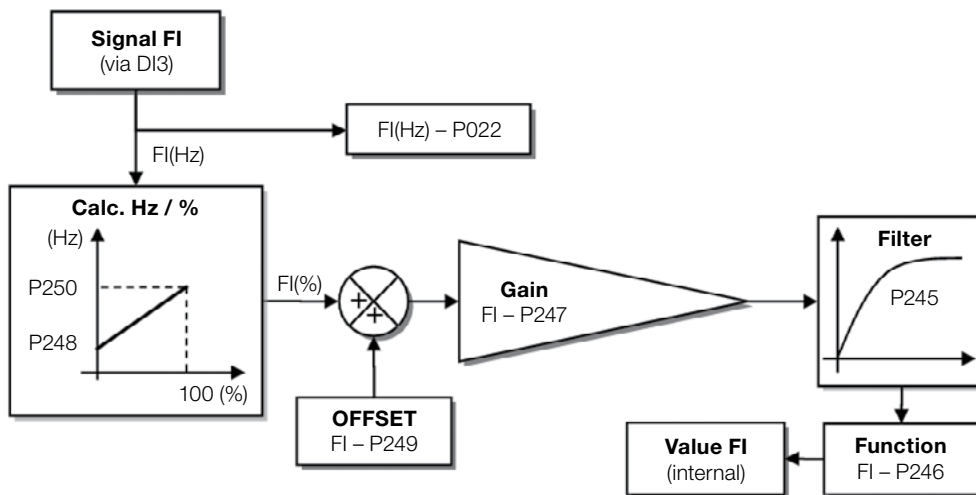 Signal FI
(via DI3)
FI(Hz) – P022
FI(Hz)
Calc. Hz / %
(Hz)
P250
P248
100 (%)
FI(%)
+
+
OFFSET
FI – P249
Gain
FI – P247
Filter
P245
Function
FI – P246
Value FI
(internal)